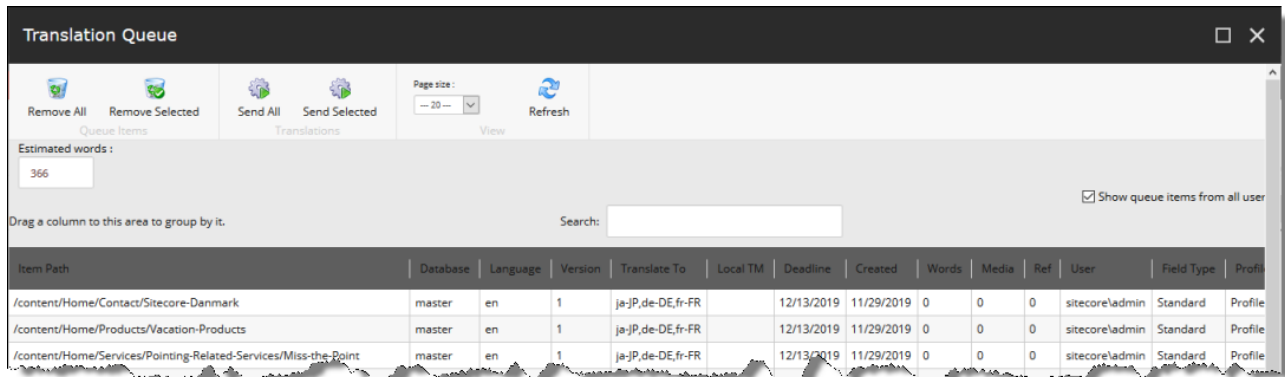 Translation Queue
Remove All Remove Selected Send All Send Selected Page size : -- 20 -- Refresh
Queue Items Translations View
Estimated words :
366
Show queue items from all user
Drag a column to this area to group by it. Search:
Item Path Database Language Version Translate To Local TM Deadline Created Words Media Ref User Field Type Profil
/content/Home/Contact/Sitecore-Danmark master en 1 ja-JP,de-DE,fr-FR 12/13/2019 11/29/2019 0 0 0 sitecore\admin Standard Profile
/content/Home/Products/Vacation-Products master en 1 ja-JP,de-DE,fr-FR 12/13/2019 11/29/2019 0 0 0 sitecore\admin Standard Profile
/content/Home/Services/Pointing-Related-Services/Miss-the-Point master en 1 ja-JP,de-DE,fr-FR 12/13/2019 11/29/2019 0 0 0 sitecore\admin Standard Profile